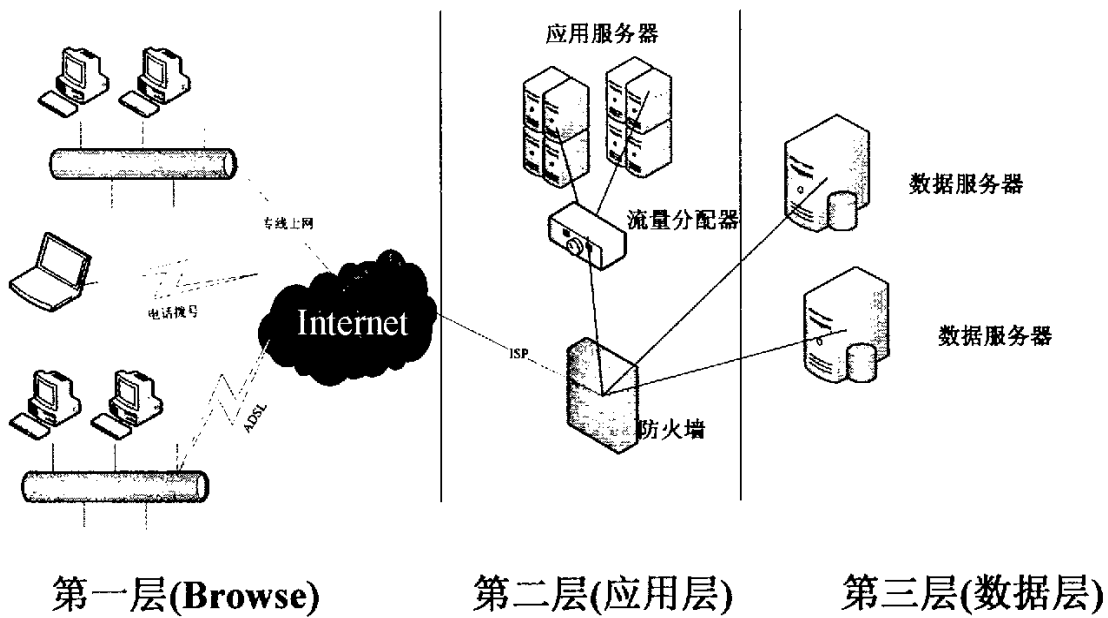 应用服务器
数据服务器
专线上网
流量分配器
电话拨号
Internet
数据服务器
ISP
ADSL
防火墙
第一层(Browse)
第二层(应用层)
第三层(数据层)